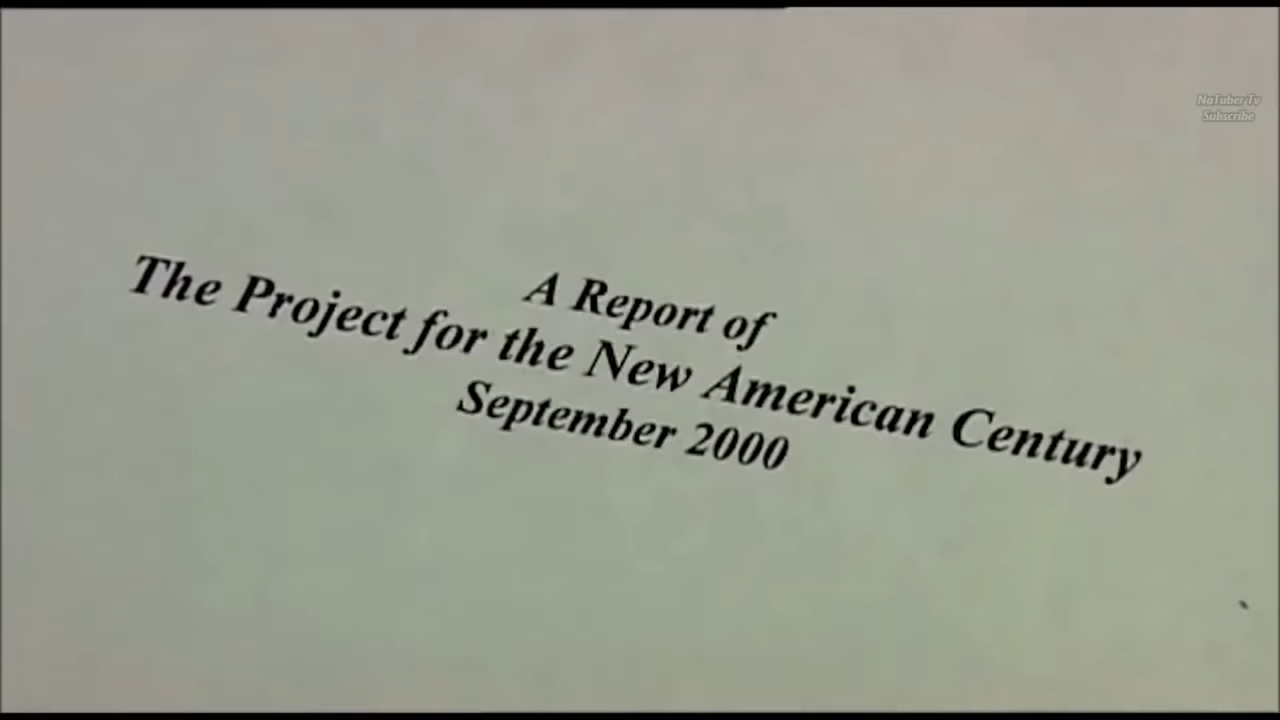 A Report of
The Project for the New American Century
September 2000
NaTuber Tv
Subscribe